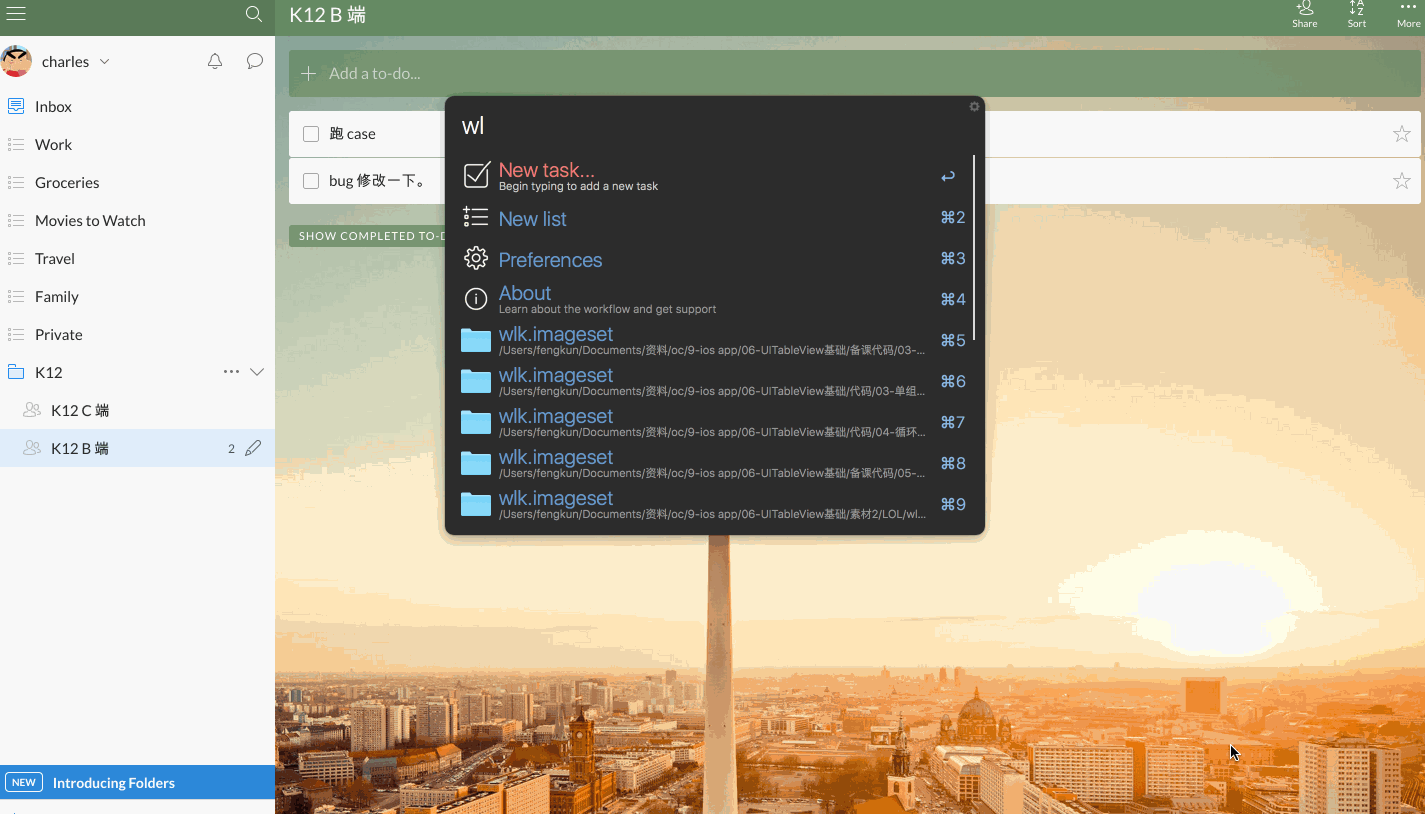 K12 B 端
Share
Sort
More
charles
Inbox
Work
Groceries
Movies to Watch
Travel
Family
Private
K12
K12 C 端
K12 B 端
2
NEW
Introducing Folders
Add a to-do...
跑 case
bug 修改一下。
SHOW COMPLETED TO-D
wl
New task...
Begin typing to add a new task
New list
⌘2
Preferences
⌘3
About
Learn about the workflow and get support
⌘4
wlk.imageset
/Users/fengkun/Documents/资料/oc/9-ios app/06-UITableView基础/备课代码/03-...
⌘5
wlk.imageset
/Users/fengkun/Documents/资料/oc/9-ios app/06-UITableView基础/代码/03-单组...
⌘6
wlk.imageset
/Users/fengkun/Documents/资料/oc/9-ios app/06-UITableView基础/代码/04-循环...
⌘7
wlk.imageset
/Users/fengkun/Documents/资料/oc/9-ios app/06-UITableView基础/备课代码/05-...
⌘8
wlk.imageset
/Users/fengkun/Documents/资料/oc/9-ios app/06-UITableView基础/素材2/LOL/wl...
⌘9